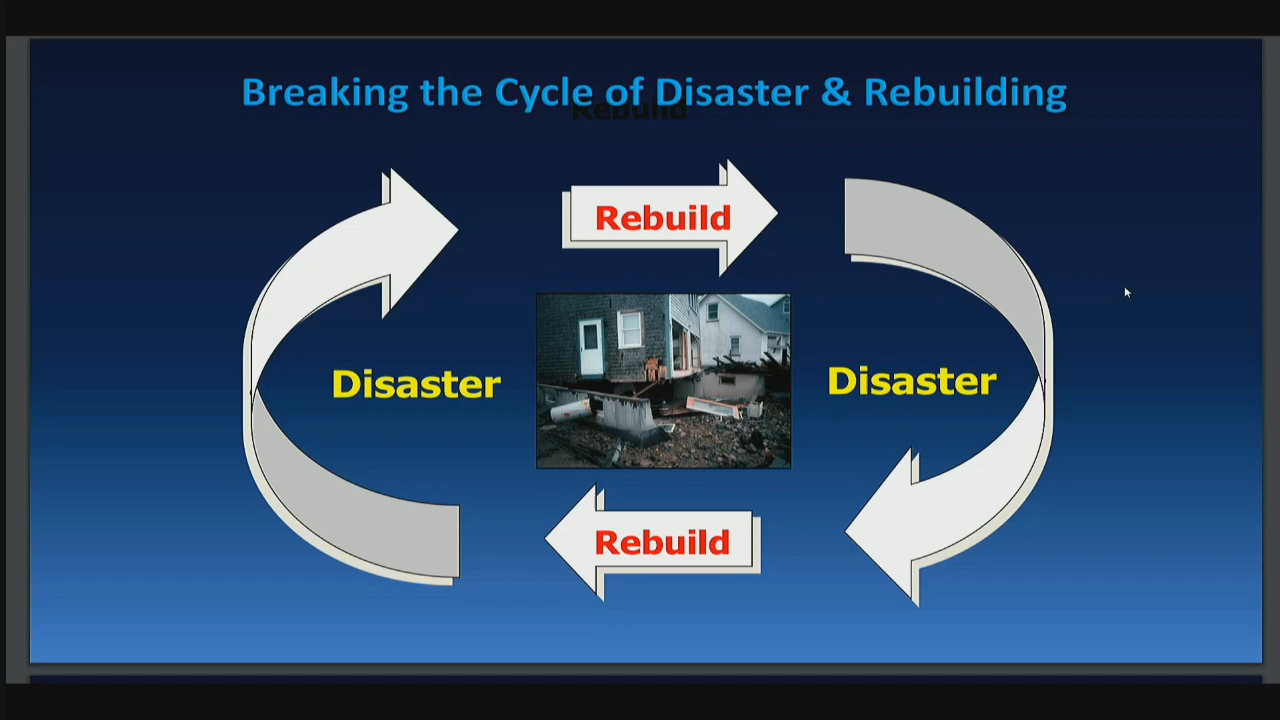 Breaking the Cycle of Disaster & Rebuilding
Rebuild
Rebuild
Disaster
Disaster
Rebuild